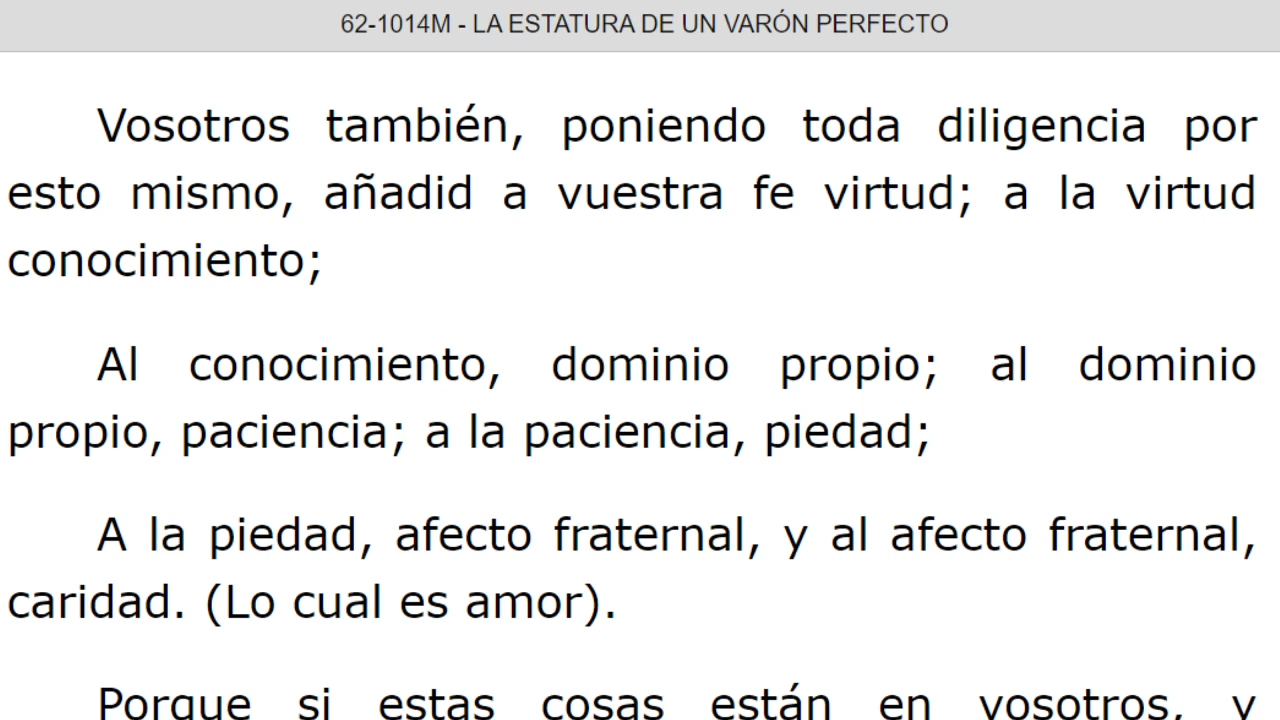 62-1014M - LA ESTATURA DE UN VARÓN PERFECTO
Vosotros también, poniendo toda diligencia por
esto mismo, añadid a vuestra fe virtud; a la virtud
conocimiento;
Al conocimiento, dominio propio; al dominio
propio, paciencia; a la paciencia, piedad;
A la piedad, afecto fraternal, y al afecto fraternal,
caridad. (Lo cual es amor).
Porque si estas cosas están en vosotros, y